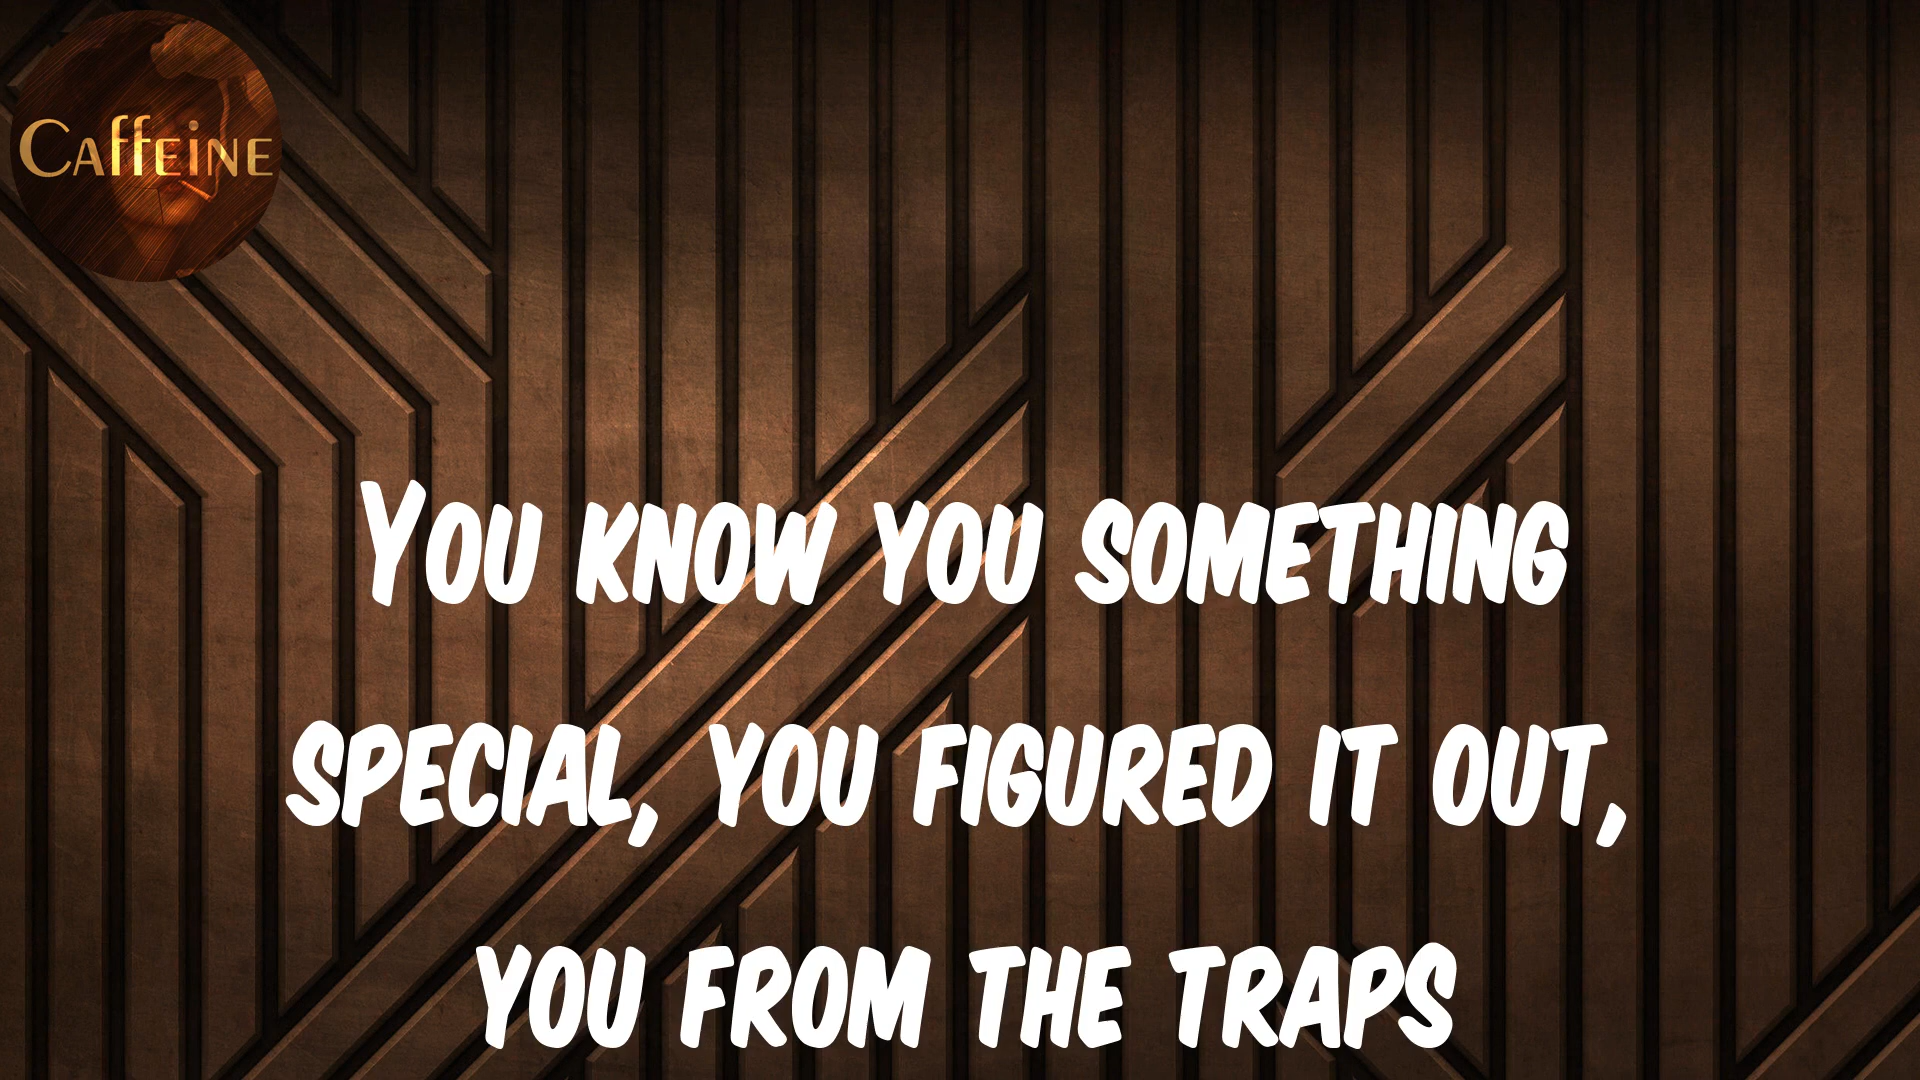 Caffeine
You know you something
special, you figured it out,
you from the traps